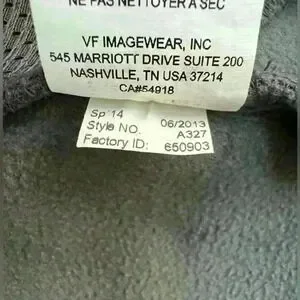 NE PAS NETTOYER A SEC
VF IMAGEWEAR, INC
545 MARRIOTT DRIVE SUITE 200
NASHVILLE, TN USA 37214
CA#54918
Sp 14
Style NO. 06/2013
A327
Factory ID: 650903